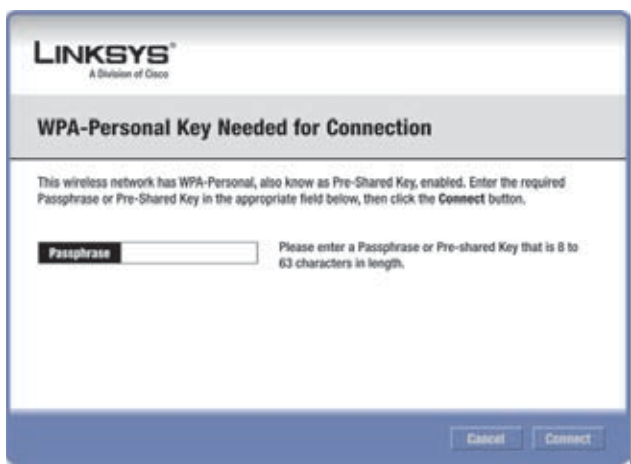 LINKSYS®
A Division of Cisco
WPA-Personal Key Needed for Connection
This wireless network has WPA-Personal, also know as Pre-Shared Key, enabled. Enter the required
Passphrase or Pre-Shared Key in the appropriate field below, then click the Connect button.
Passphrase
Please enter a Passphrase or Pre-shared Key that is 8 to
63 characters in length.
Cancel
Connect